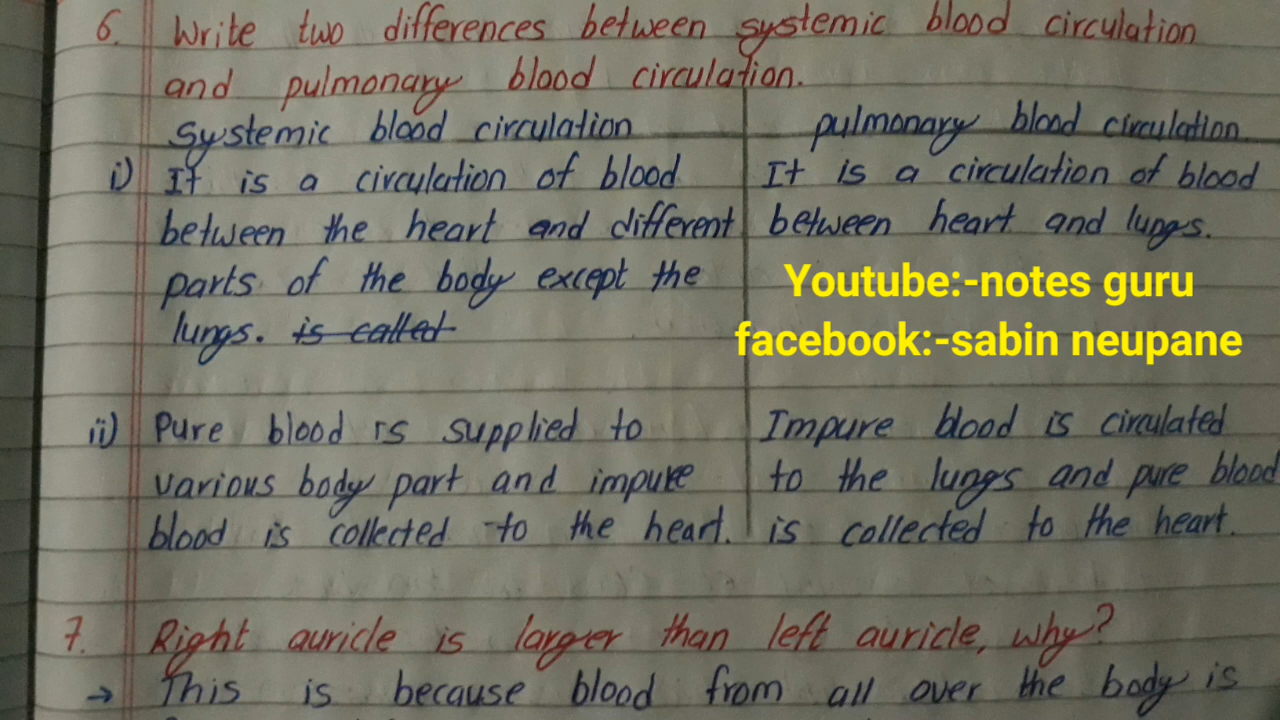 6. Write two differences between systemic blood circulation
and pulmonary blood circulation.
Systemic blood circulation
pulmonary blood circulation
i) It is a circulation of blood
between the heart and different
parts of the body except the
lungs. is called
It is a circulation of blood
between heart and lungs.
Youtube:-notes guru
facebook:-sabin neupane
ii) Pure blood is supplied to
various body part and impure
blood is collected to the heart.
Impure blood is circulated
to the lungs and pure blood
is collected to the heart.
7. Right auricle is larger than left auricle, why?
→ This is because blood from all over the body is